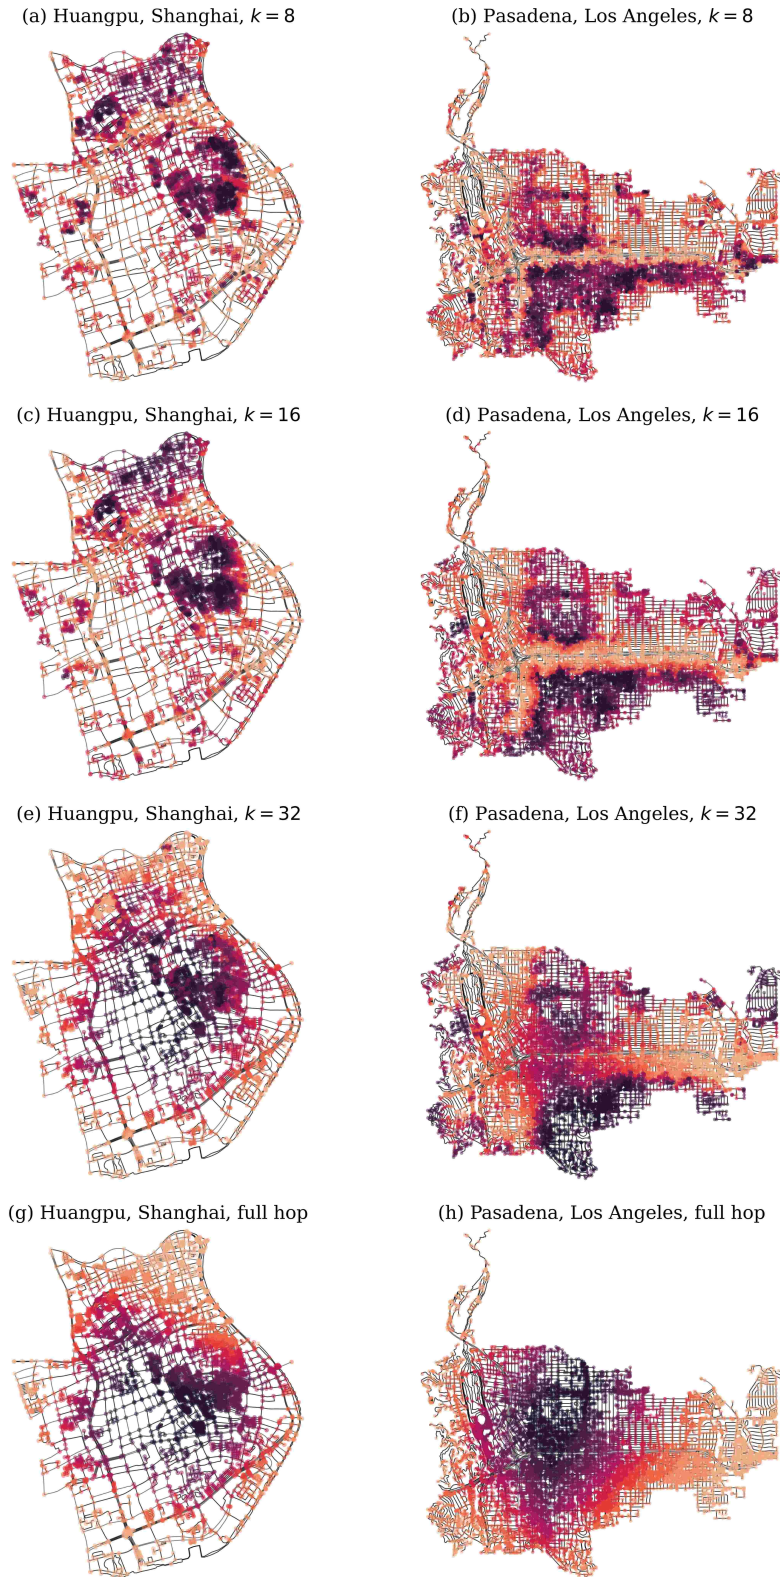 (a) Huangpu, Shanghai, k = 8
(b) Pasadena, Los Angeles, k = 8
(c) Huangpu, Shanghai, k = 16
(d) Pasadena, Los Angeles, k = 16
(e) Huangpu, Shanghai, k = 32
(f) Pasadena, Los Angeles, k = 32
(g) Huangpu, Shanghai, full hop
(h) Pasadena, Los Angeles, full hop